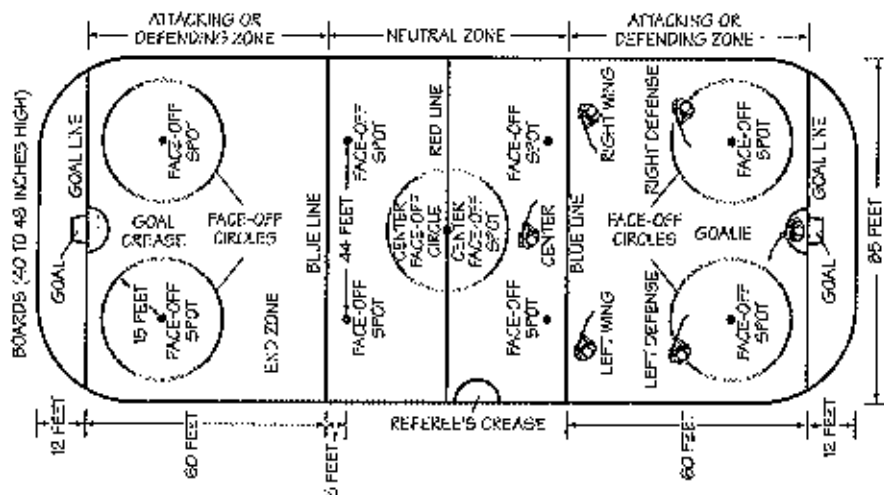 ATTACKING OR
DEFENDING ZONE
NEUTRAL ZONE
ATTACKING OR
DEFENDING ZONE
BOARDS (40 TO 48 INCHES HIGH)
GOAL LINE
GOAL
FACE-OFF
SPOT
GOAL
CREASE
FACE-OFF
CIRCLES
15 FEET
FACE-OFF
SPOT
END ZONE
BLUE LINE
FACE-OFF
SPOT
44 FEET
FACE-OFF
SPOT
RED LINE
CENTER
FACE-OFF
CIRCLE
CENTER
FACE-OFF
SPOT
FACE-OFF
SPOT
CENTER
FACE-OFF
SPOT
BLUE LINE
RIGHT WING
LEFT WING
RIGHT DEFENSE
FACE-OFF
CIRCLES
LEFT DEFENSE
FACE-OFF
SPOT
GOALIE
FACE-OFF
SPOT
GOAL LINE
GOAL
85 FEET
REFEREE'S CREASE
12 FEET
60 FEET
FEET
60 FEET
12 FEET